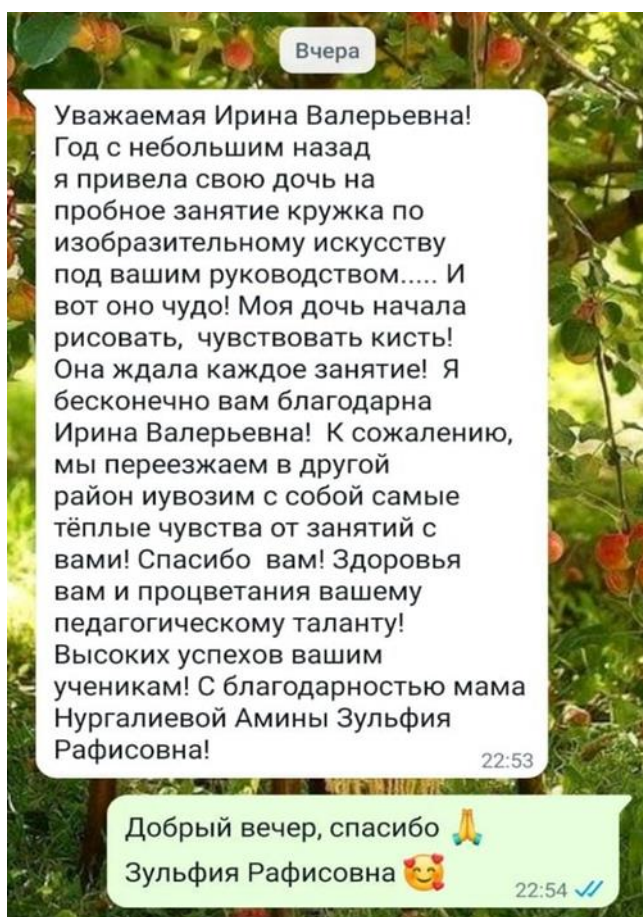 Вчера
Уважаемая Ирина Валерьевна!
Год с небольшим назад
я привела свою дочь на
пробное занятие кружка по
изобразительному искусству
под вашим руководством..... И
вот оно чудо! Моя дочь начала
рисовать,  чувствовать кисть!
Она ждала каждое занятие!  Я
бесконечно вам благодарна
Ирина Валерьевна!  К сожалению,
мы переезжаем в другой
район иувозим с собой самые
тёплые чувства от занятий с
вами! Спасибо  вам! Здоровья
вам и процветания вашему
педагогическому таланту!
Высоких успехов вашим
ученикам! С благодарностью мама
Нургалиевой Амины Зульфия
Рафисовна!
22:53
Добрый вечер, спасибо 🙏
Зульфия Рафисовна 🥰
22:54